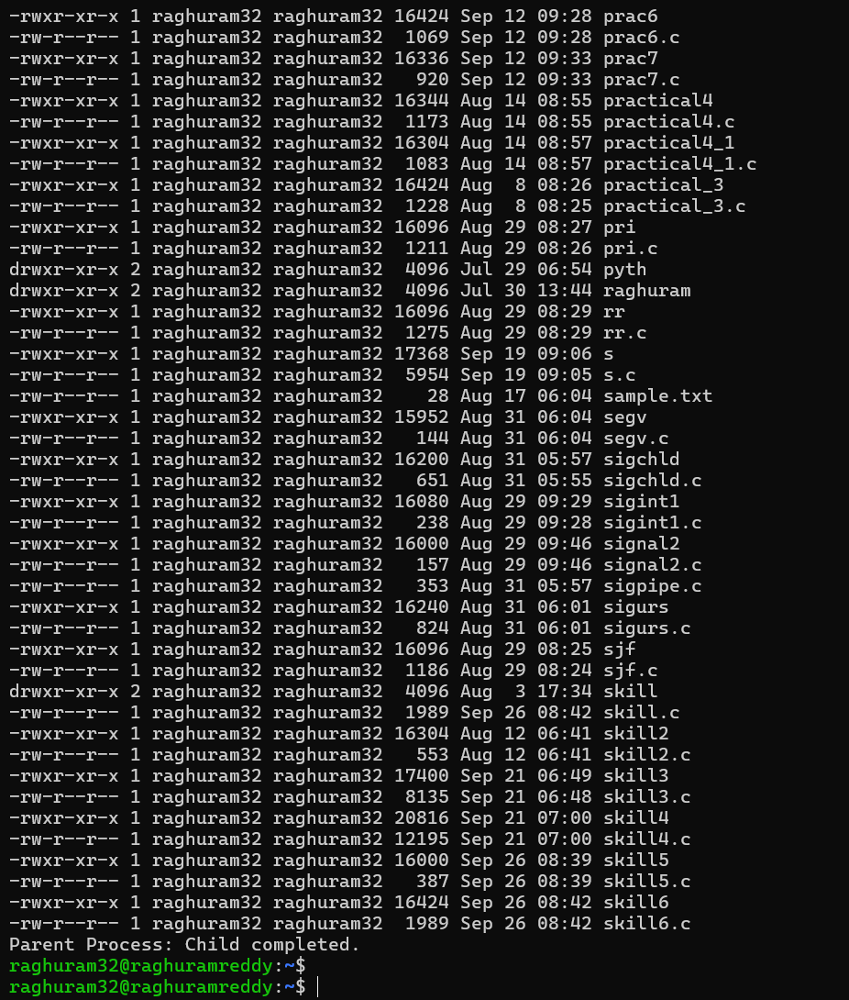 -rwxr-xr-x 1 raghuram32 raghuram32 16424 Sep 12 09:28 prac6
-rw-r--r-- 1 raghuram32 raghuram32  1069 Sep 12 09:28 prac6.c
-rwxr-xr-x 1 raghuram32 raghuram32 16336 Sep 12 09:33 prac7
-rw-r--r-- 1 raghuram32 raghuram32   920 Sep 12 09:33 prac7.c
-rwxr-xr-x 1 raghuram32 raghuram32 16344 Aug 14 08:55 practical4
-rw-r--r-- 1 raghuram32 raghuram32  1173 Aug 14 08:55 practical4.c
-rwxr-xr-x 1 raghuram32 raghuram32 16304 Aug 14 08:57 practical4_1
-rw-r--r-- 1 raghuram32 raghuram32  1083 Aug 14 08:57 practical4_1.c
-rwxr-xr-x 1 raghuram32 raghuram32 16424 Aug  8 08:26 practical_3
-rw-r--r-- 1 raghuram32 raghuram32  1228 Aug  8 08:25 practical_3.c
-rwxr-xr-x 1 raghuram32 raghuram32 16096 Aug 29 08:27 pri
-rw-r--r-- 1 raghuram32 raghuram32  1211 Aug 29 08:26 pri.c
drwxr-xr-x 2 raghuram32 raghuram32  4096 Jul 29 06:54 pyth
drwxr-xr-x 2 raghuram32 raghuram32  4096 Jul 30 13:44 raghuram
-rwxr-xr-x 1 raghuram32 raghuram32 16096 Aug 29 08:29 rr
-rw-r--r-- 1 raghuram32 raghuram32  1275 Aug 29 08:29 rr.c
-rwxr-xr-x 1 raghuram32 raghuram32 17368 Sep 19 09:06 s
-rw-r--r-- 1 raghuram32 raghuram32  5954 Sep 19 09:05 s.c
-rw-r--r-- 1 raghuram32 raghuram32    28 Aug 17 06:04 sample.txt
-rwxr-xr-x 1 raghuram32 raghuram32 15952 Aug 31 06:04 segv
-rw-r--r-- 1 raghuram32 raghuram32   144 Aug 31 06:04 segv.c
-rwxr-xr-x 1 raghuram32 raghuram32 16200 Aug 31 05:57 sigchld
-rw-r--r-- 1 raghuram32 raghuram32   651 Aug 31 05:55 sigchld.c
-rwxr-xr-x 1 raghuram32 raghuram32 16080 Aug 29 09:29 sigint1
-rw-r--r-- 1 raghuram32 raghuram32   238 Aug 29 09:28 sigint1.c
-rwxr-xr-x 1 raghuram32 raghuram32 16000 Aug 29 09:46 signal2
-rw-r--r-- 1 raghuram32 raghuram32   157 Aug 29 09:46 signal2.c
-rw-r--r-- 1 raghuram32 raghuram32   353 Aug 31 05:57 sigpipe.c
-rwxr-xr-x 1 raghuram32 raghuram32 16240 Aug 31 06:01 sigurs
-rw-r--r-- 1 raghuram32 raghuram32   824 Aug 31 06:01 sigurs.c
-rwxr-xr-x 1 raghuram32 raghuram32 16096 Aug 29 08:25 sjf
-rw-r--r-- 1 raghuram32 raghuram32  1186 Aug 29 08:24 sjf.c
drwxr-xr-x 2 raghuram32 raghuram32  4096 Aug  3 17:34 skill
-rw-r--r-- 1 raghuram32 raghuram32  1989 Sep 26 08:42 skill.c
-rwxr-xr-x 1 raghuram32 raghuram32 16304 Aug 12 06:41 skill2
-rw-r--r-- 1 raghuram32 raghuram32   553 Aug 12 06:41 skill2.c
-rwxr-xr-x 1 raghuram32 raghuram32 17400 Sep 21 06:49 skill3
-rw-r--r-- 1 raghuram32 raghuram32  8135 Sep 21 06:48 skill3.c
-rwxr-xr-x 1 raghuram32 raghuram32 20816 Sep 21 07:00 skill4
-rw-r--r-- 1 raghuram32 raghuram32 12195 Sep 21 07:00 skill4.c
-rwxr-xr-x 1 raghuram32 raghuram32 16000 Sep 26 08:39 skill5
-rw-r--r-- 1 raghuram32 raghuram32   387 Sep 26 08:39 skill5.c
-rwxr-xr-x 1 raghuram32 raghuram32 16424 Sep 26 08:42 skill6
-rw-r--r-- 1 raghuram32 raghuram32  1989 Sep 26 08:42 skill6.c
Parent Process: Child completed.
raghuram32@raghuramreddy:~$
raghuram32@raghuramreddy:~$